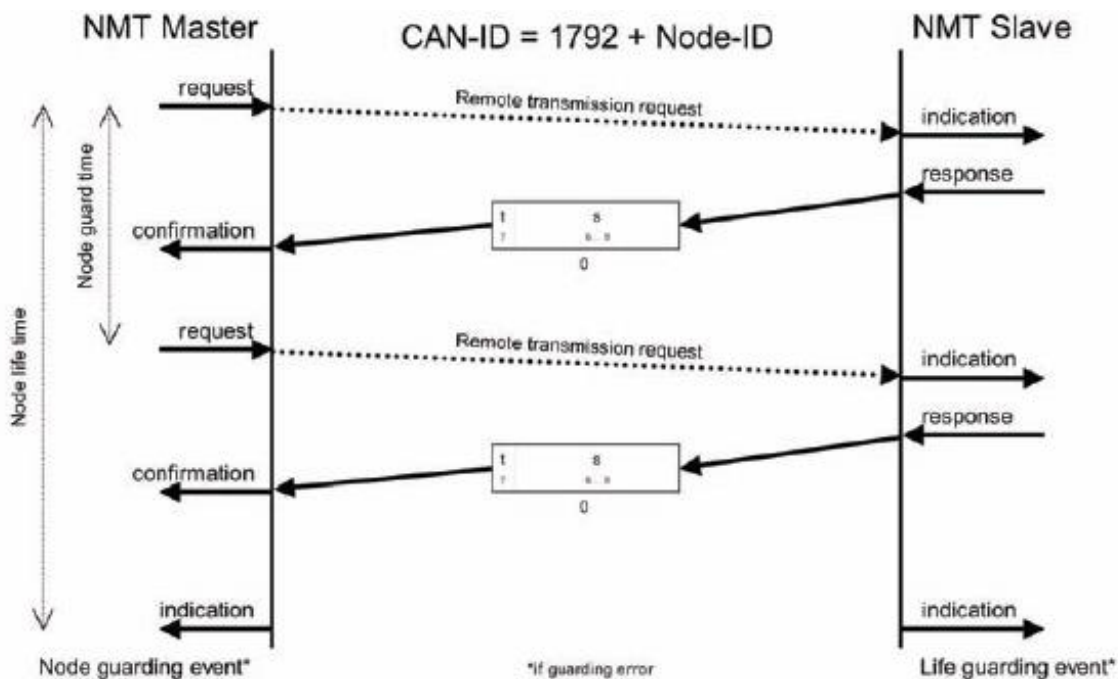 NMT Master
CAN-ID = 1792 + Node-ID
NMT Slave
request
Remote transmission request
indication
response
t s
7
confirmation
0
Node guard time
Node life time
request
Remote transmission request
indication
response
t s
7
confirmation
0
indication
indication
Node guarding event*
*if guarding error
Life guarding event*